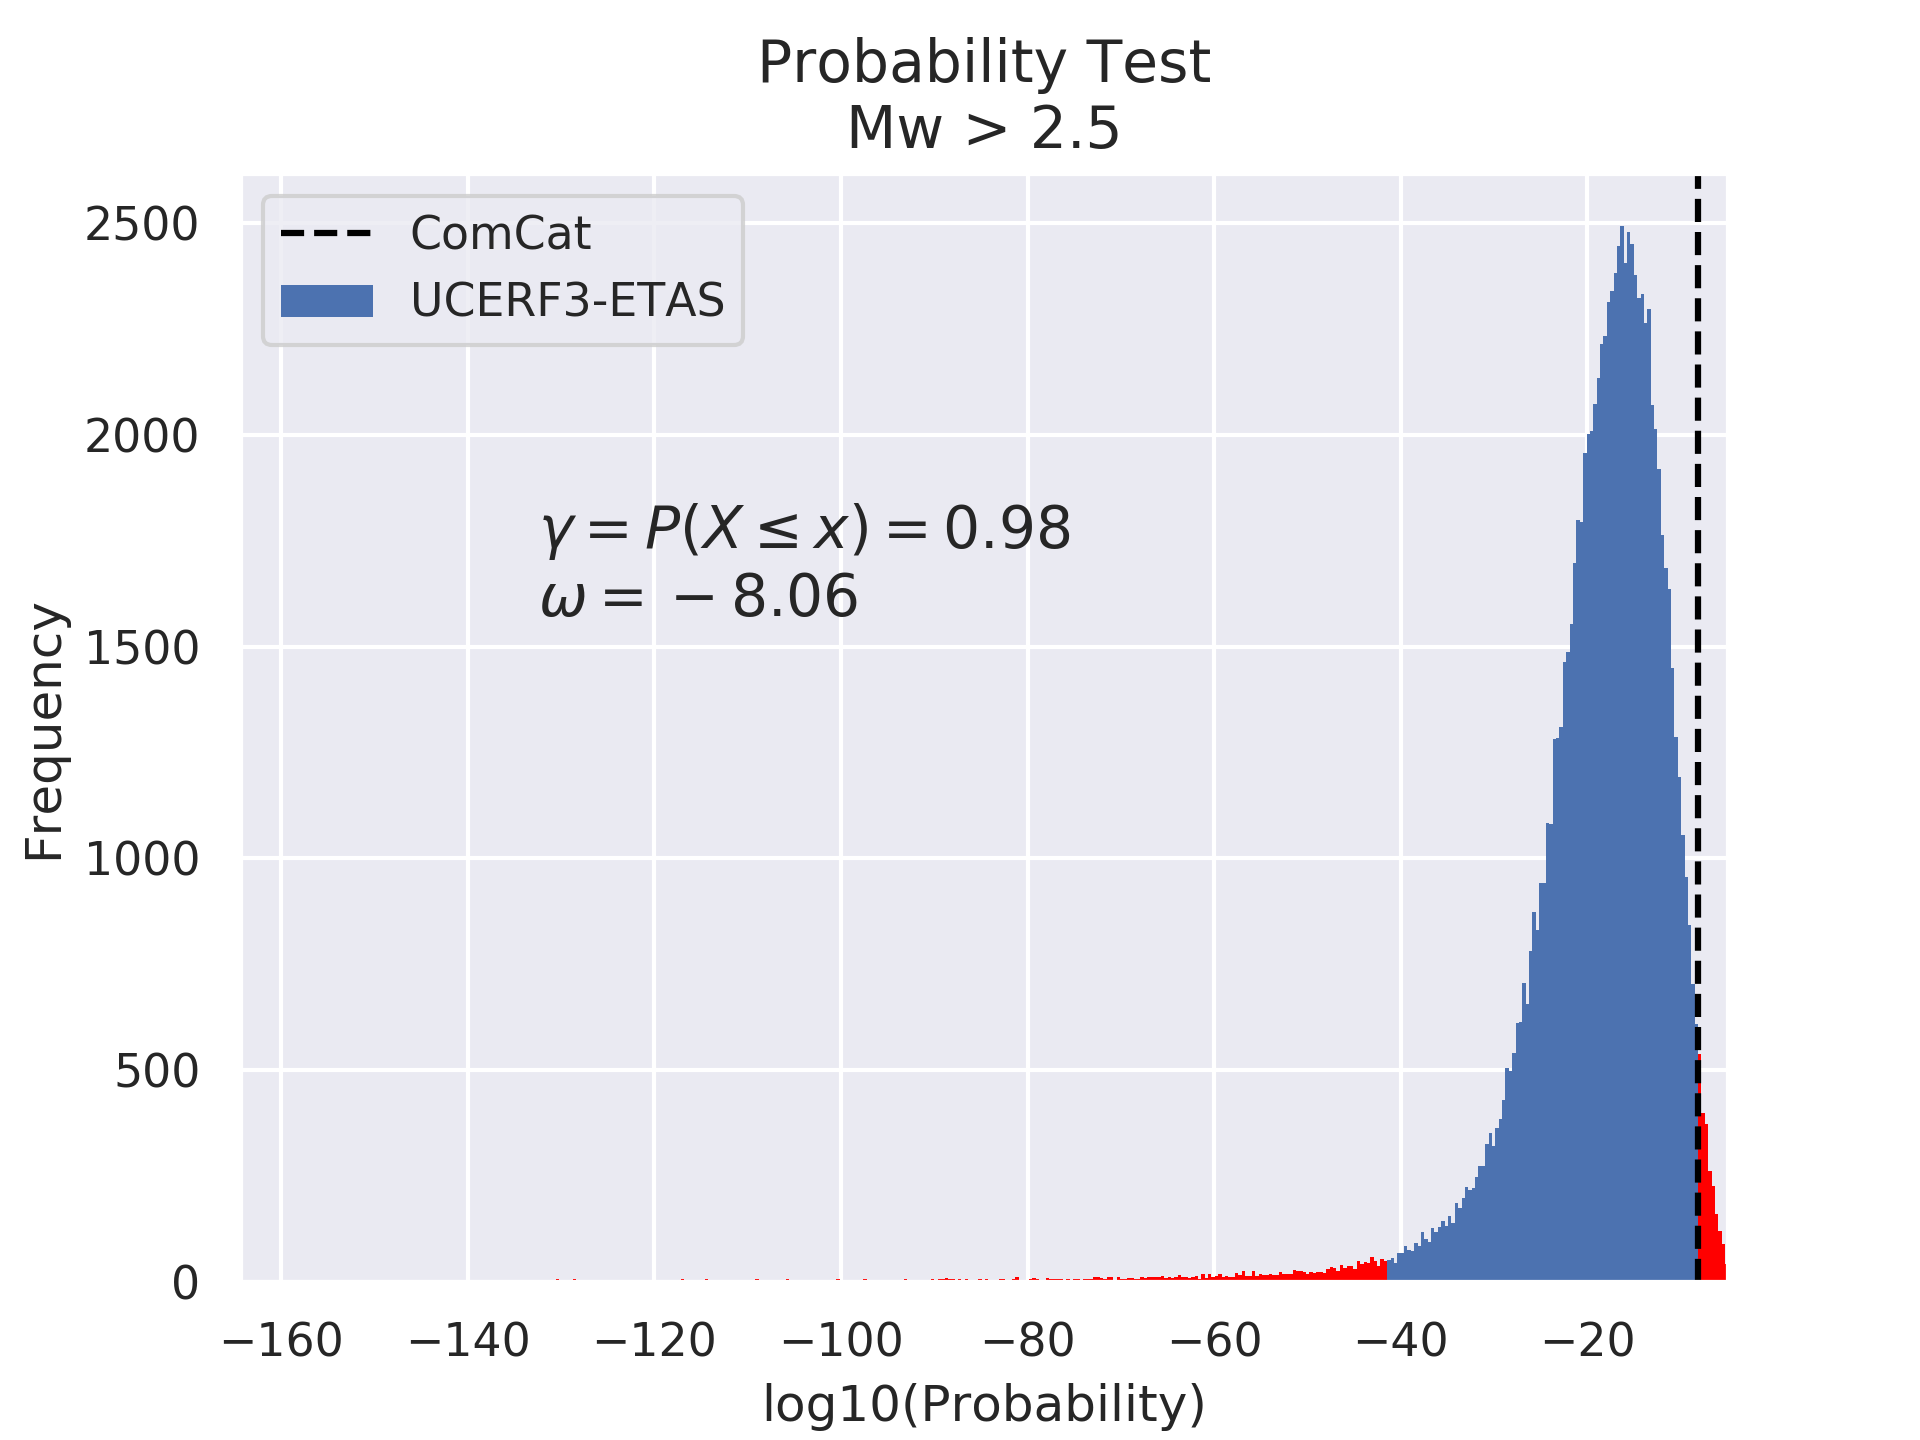 Probability Test
Mw > 2.5
ComCat
UCERF3-ETAS
γ = P(X ≤ x) = 0.98
ω = −8.06
Frequency
2500
2000
1500
1000
500
0
−160 −140 −120 −100 −80 −60 −40 −20
log10(Probability)